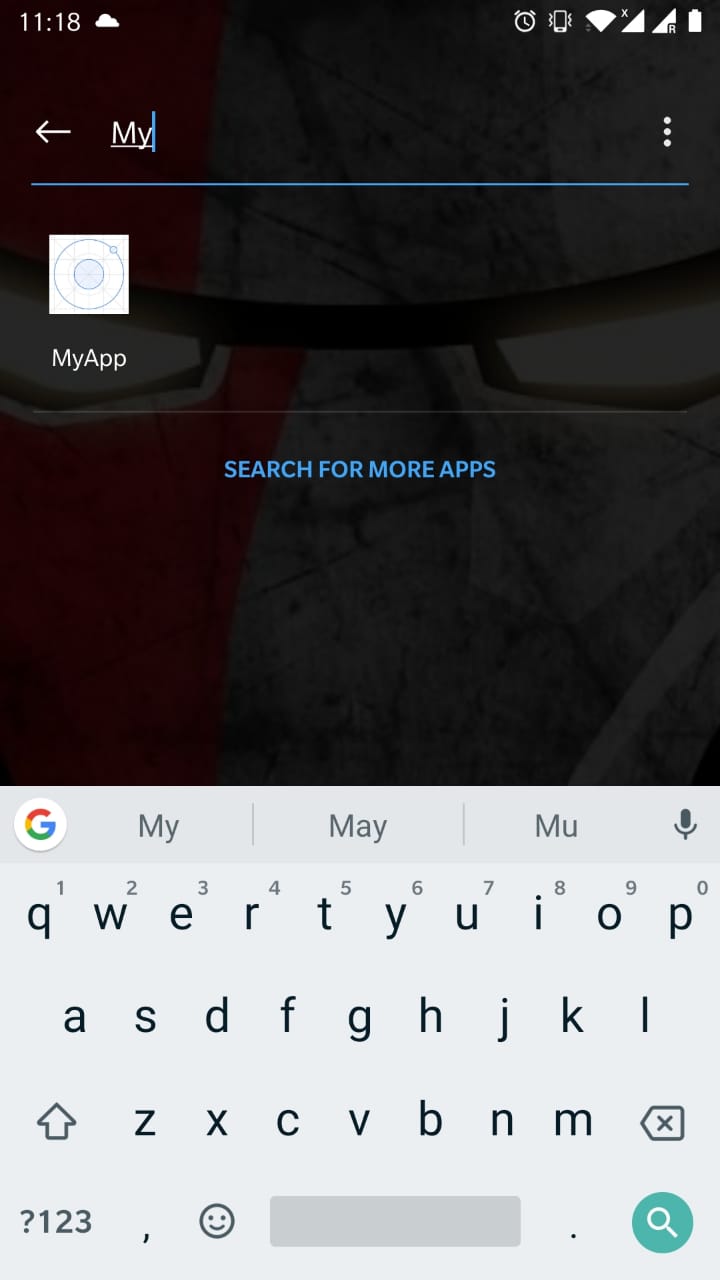 11:18
x
R
My
MyApp
SEARCH FOR MORE APPS
G My May Mu
1 2 3 4 5 6 7 8 9 0
q w e r t y u i o p
a s d f g h j k l
z x c v b n m
?123 , .